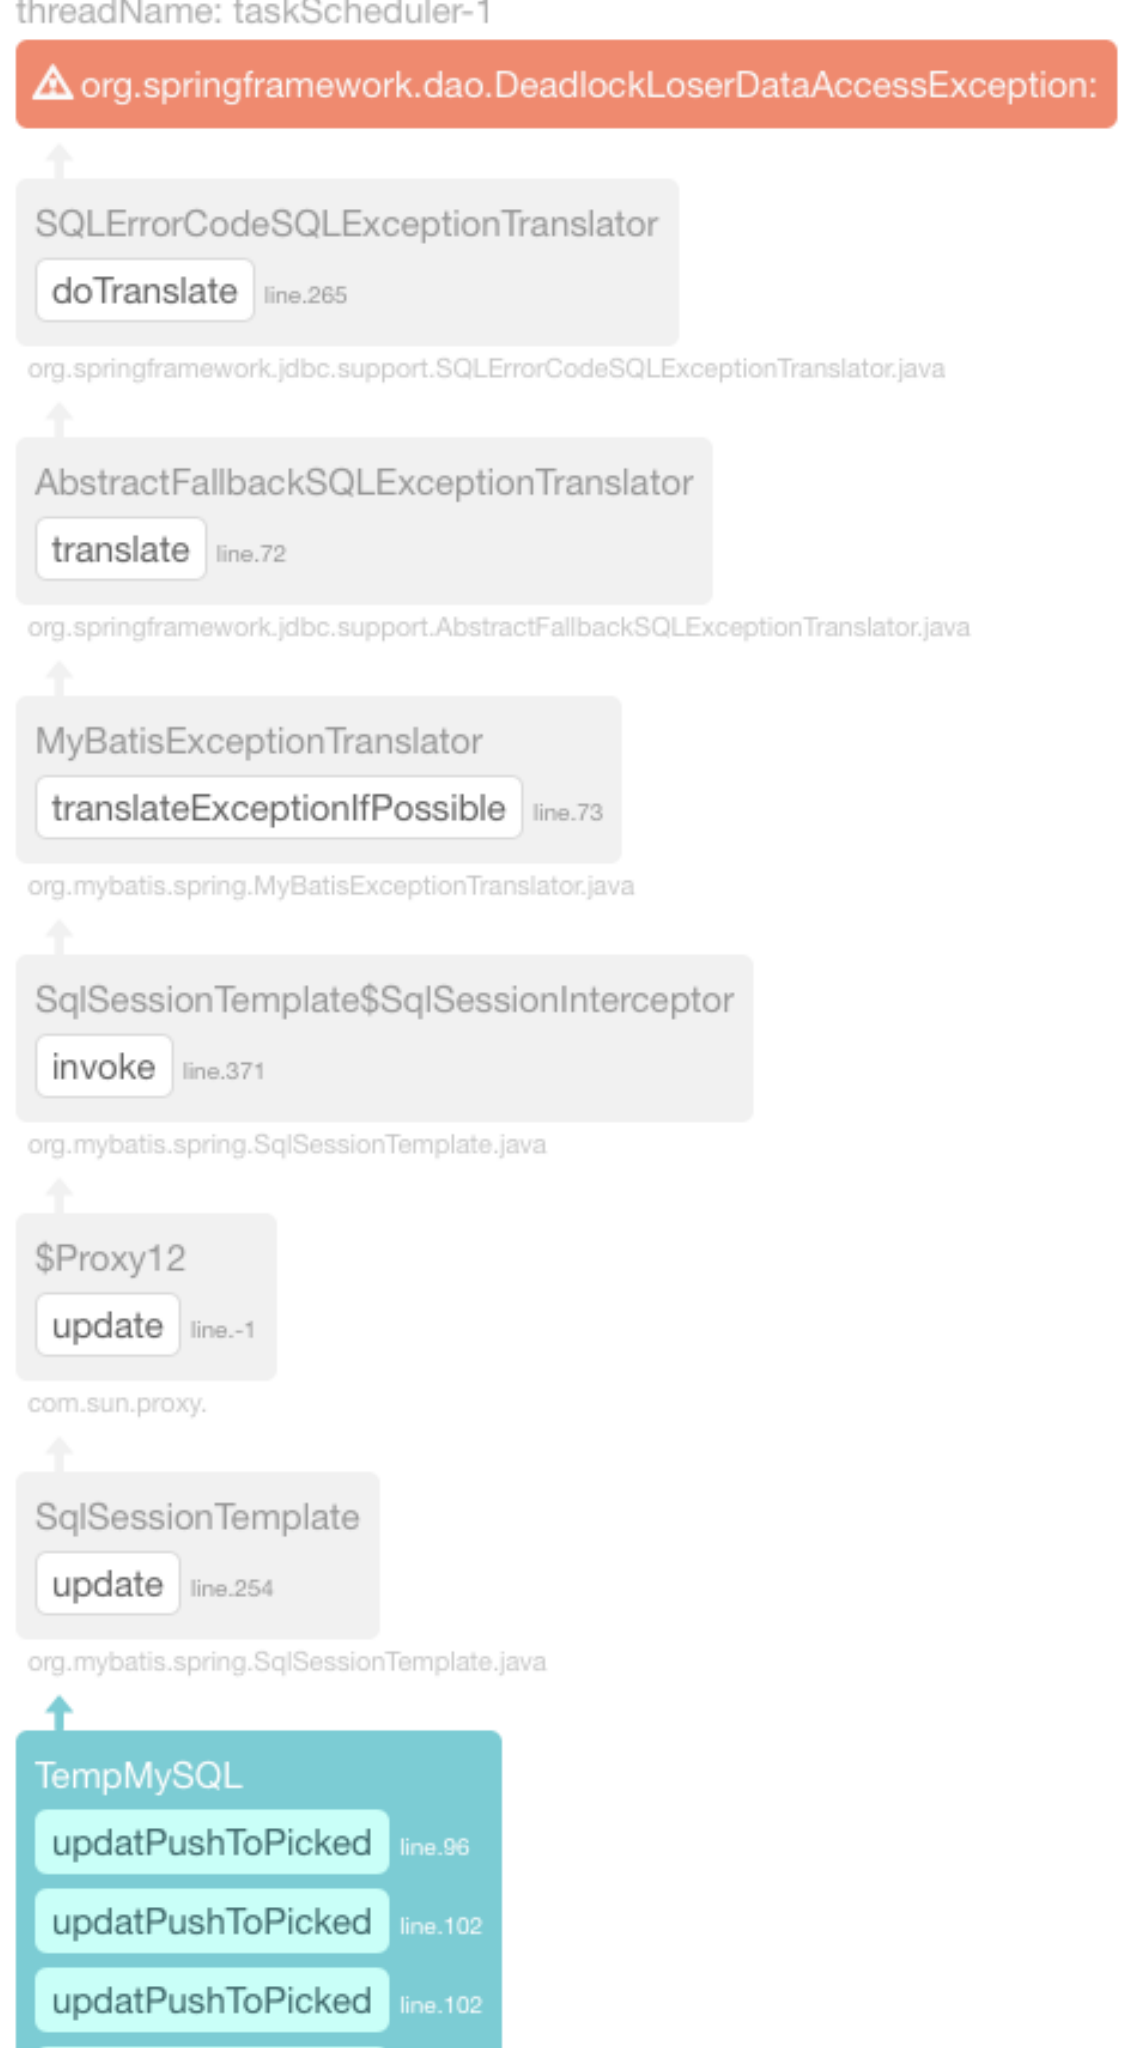 threadName: taskScheduler-1
org.springframework.dao.DeadlockLoserDataAccessException:
SQLErrorCodeSQLExceptionTranslator
doTranslate line.265
org.springframework.jdbc.support.SQLErrorCodeSQLExceptionTranslator.java
AbstractFallbackSQLExceptionTranslator
translate line.72
org.springframework.jdbc.support.AbstractFallbackSQLExceptionTranslator.java
MyBatisExceptionTranslator
translateExceptionIfPossible line.73
org.mybatis.spring.MyBatisExceptionTranslator.java
SqlSessionTemplate$SqlSessionInterceptor
invoke line.371
org.mybatis.spring.SqlSessionTemplate.java
$Proxy12
update line.-1
com.sun.proxy.
SqlSessionTemplate
update line.254
org.mybatis.spring.SqlSessionTemplate.java
TempMySQL
updatPushToPicked line.96
updatPushToPicked line.102
updatPushToPicked line.102